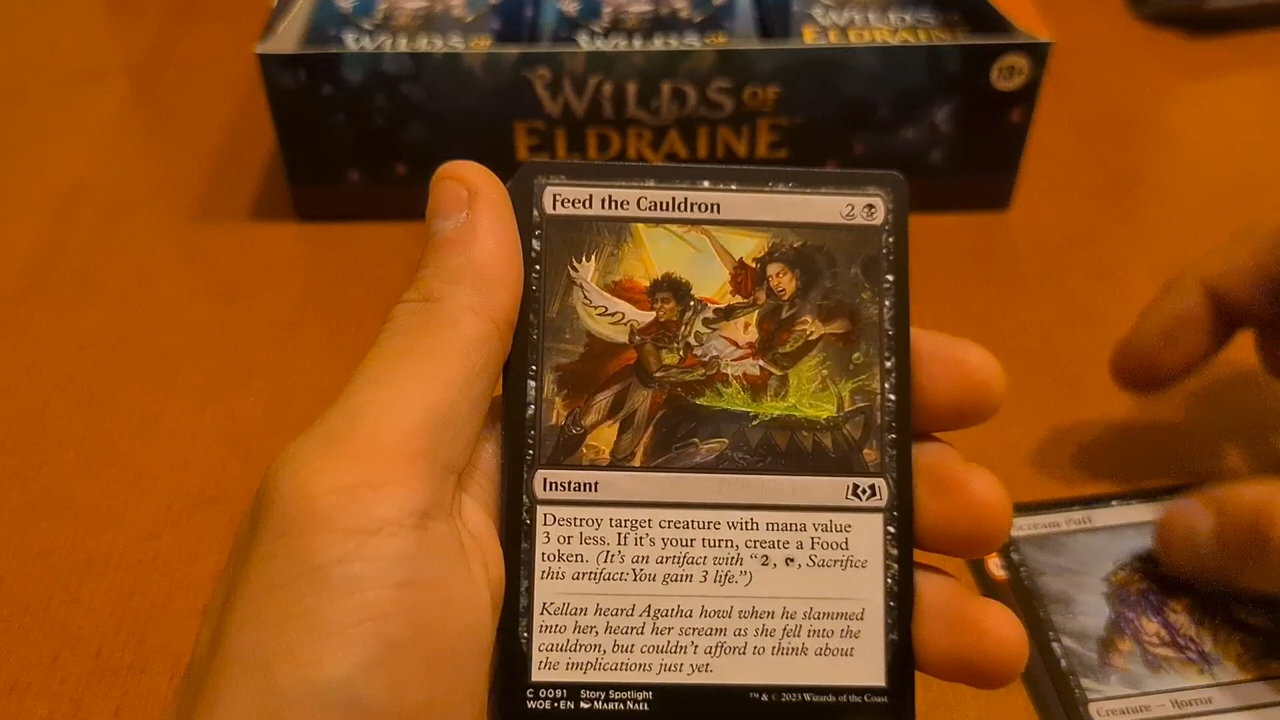 WILDS OF
WILDS OF
WILDS OF
ELDRAINE
13+
WILDS OF
ELDRAINE
Feed the Cauldron
2
Instant
Destroy target creature with mana value
3 or less. If it's your turn, create a Food
token. (It's an artifact with "2, T, Sacrifice
this artifact:You gain 3 life.")
Kellan heard Agatha howl when he slammed
into her, heard her scream as she fell into the
cauldron, but couldn't afford to think about
the implications just yet.
C 0091 Story Spotlight
WOE • EN MARTA NAEL
™ & © 2023 Wizards of the Coast
Scream Puff
Creature — Horror